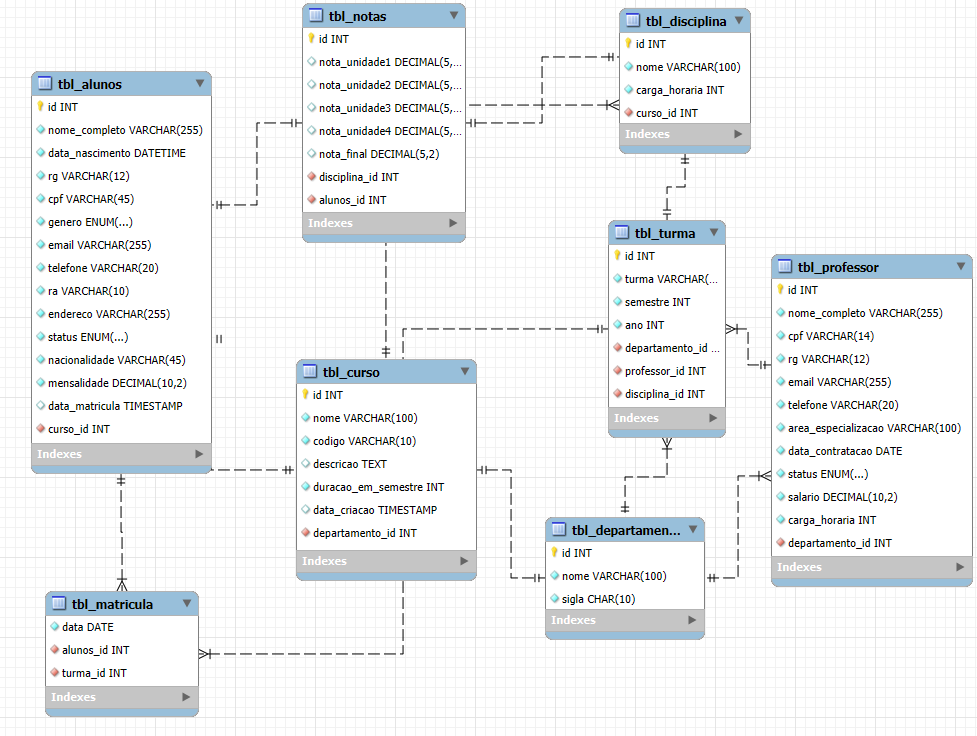 tbl_alunos
id INT
nome_completo VARCHAR(255)
data_nascimento DATETIME
rg VARCHAR(12)
cpf VARCHAR(45)
genero ENUM(...)
email VARCHAR(255)
telefone VARCHAR(20)
ra VARCHAR(10)
endereco VARCHAR(255)
status ENUM(...)
nacionalidade VARCHAR(45)
mensalidade DECIMAL(10,2)
data_matricula TIMESTAMP
curso_id INT
Indexes
tbl_notas
id INT
nota_unidade1 DECIMAL(5,...
nota_unidade2 DECIMAL(5,...
nota_unidade3 DECIMAL(5,...
nota_unidade4 DECIMAL(5,...
nota_final DECIMAL(5,2)
disciplina_id INT
alunos_id INT
Indexes
tbl_disciplina
id INT
nome VARCHAR(100)
carga_horaria INT
curso_id INT
Indexes
tbl_turma
id INT
turma VARCHAR(...
semestre INT
ano INT
departamento_id ...
professor_id INT
disciplina_id INT
Indexes
tbl_professor
id INT
nome_completo VARCHAR(255)
cpf VARCHAR(14)
rg VARCHAR(12)
email VARCHAR(255)
telefone VARCHAR(20)
area_especializacao VARCHAR(100)
data_contratacao DATE
status ENUM(...)
salario DECIMAL(10,2)
carga_horaria INT
departamento_id INT
Indexes
tbl_curso
id INT
nome VARCHAR(100)
codigo VARCHAR(10)
descricao TEXT
duracao_em_semestre INT
data_criacao TIMESTAMP
departamento_id INT
Indexes
tbl_departamen...
id INT
nome VARCHAR(100)
sigla CHAR(10)
Indexes
tbl_matricula
data DATE
alunos_id INT
turma_id INT
Indexes